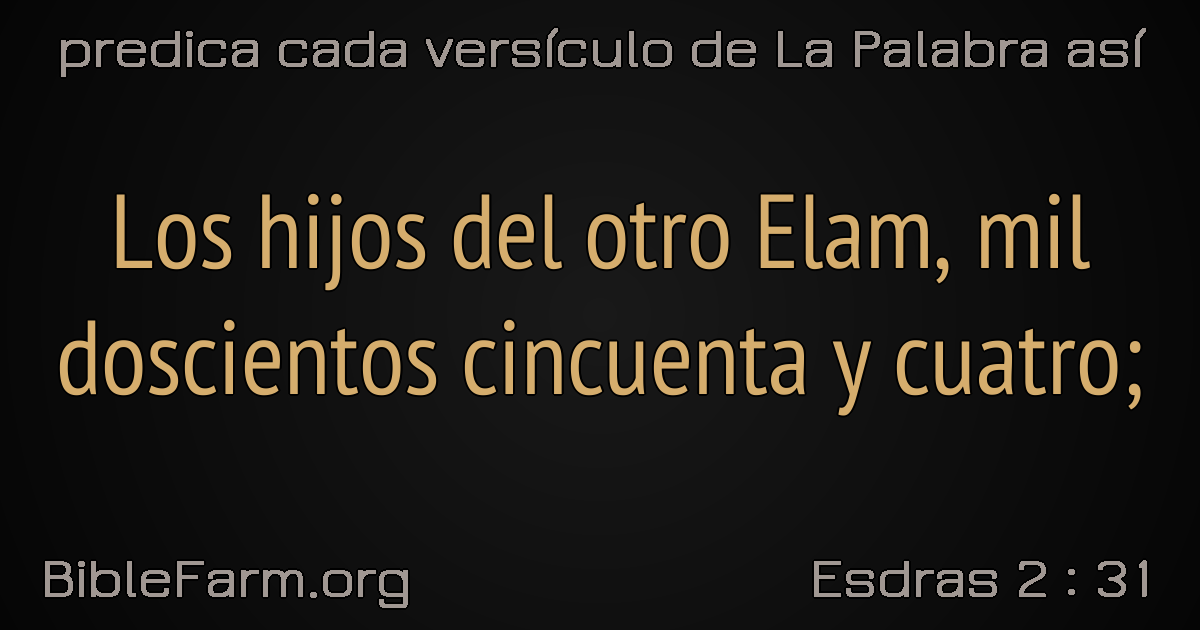 predica cada versículo de La Palabra así
Los hijos del otro Elam, mil
doscientos cincuenta y cuatro;
BibleFarm.org
Esdras 2 : 31